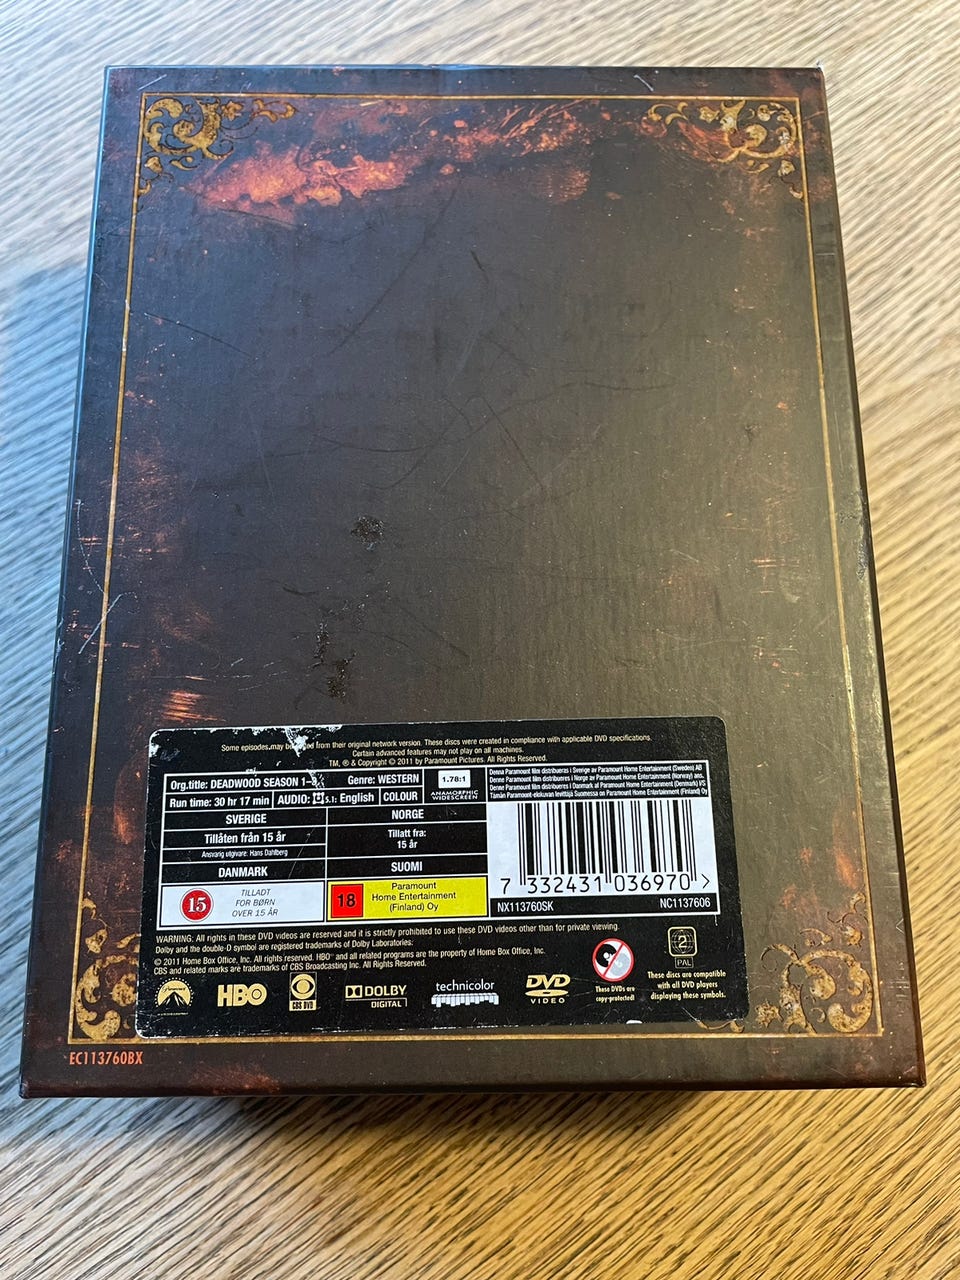 Some episodes may be edited from their original network version. These discs were created in compliance with applicable DVD specifications.
Certain advanced features may not play on all machines.
TM, ® & Copyright © 2011 by Paramount Pictures. All Rights Reserved.
Org.title: DEADWOOD SEASON 1–3
Genre: WESTERN
1.78:1
Run time: 30 hr 17 min
AUDIO: 5.1: English
COLOUR
ANAMORPHIC
WIDESCREEN
Denna Paramount film distribueras i Sverige av Paramount Home Entertainment (Sweden) AB
Denne Paramount film distribueres i Norge av Paramount Home Entertainment (Norway) ans.
Denne Paramount film distribueres i Danmark af Paramount Home Entertainment (Denmark) I/S
Tämän Paramount-elokuvan levittäjä Suomessa on Paramount Home Entertainment (Finland) Oy
SVERIGE
Tillåten från 15 år
Ansvarig utgivare: Hans Dahlberg
NORGE
Tillatt fra:
15 år
DANMARK
15
TILLADT
FOR BØRN
OVER 15 ÅR
SUOMI
18
Paramount
Home Entertainment
(Finland) Oy
7 332431 036970 >
NX113760SK
NC1137606
WARNING: All rights in these DVD videos are reserved and it is strictly prohibited to use these DVD videos other than for private viewing.
Dolby and the double-D symbol are registered trademarks of Dolby Laboratories.
© 2011 Home Box Office, Inc. All rights reserved. HBO® and all related programs are the property of Home Box Office, Inc.
CBS and related marks are trademarks of CBS Broadcasting Inc. All Rights Reserved.
Paramount
HBO
CBS DVD
DOLBY
DIGITAL
technicolor
DVD
VIDEO
These DVDs are
copy-protected!
2
PAL
These discs are compatible
with all DVD players
displaying these symbols.
EC113760BX